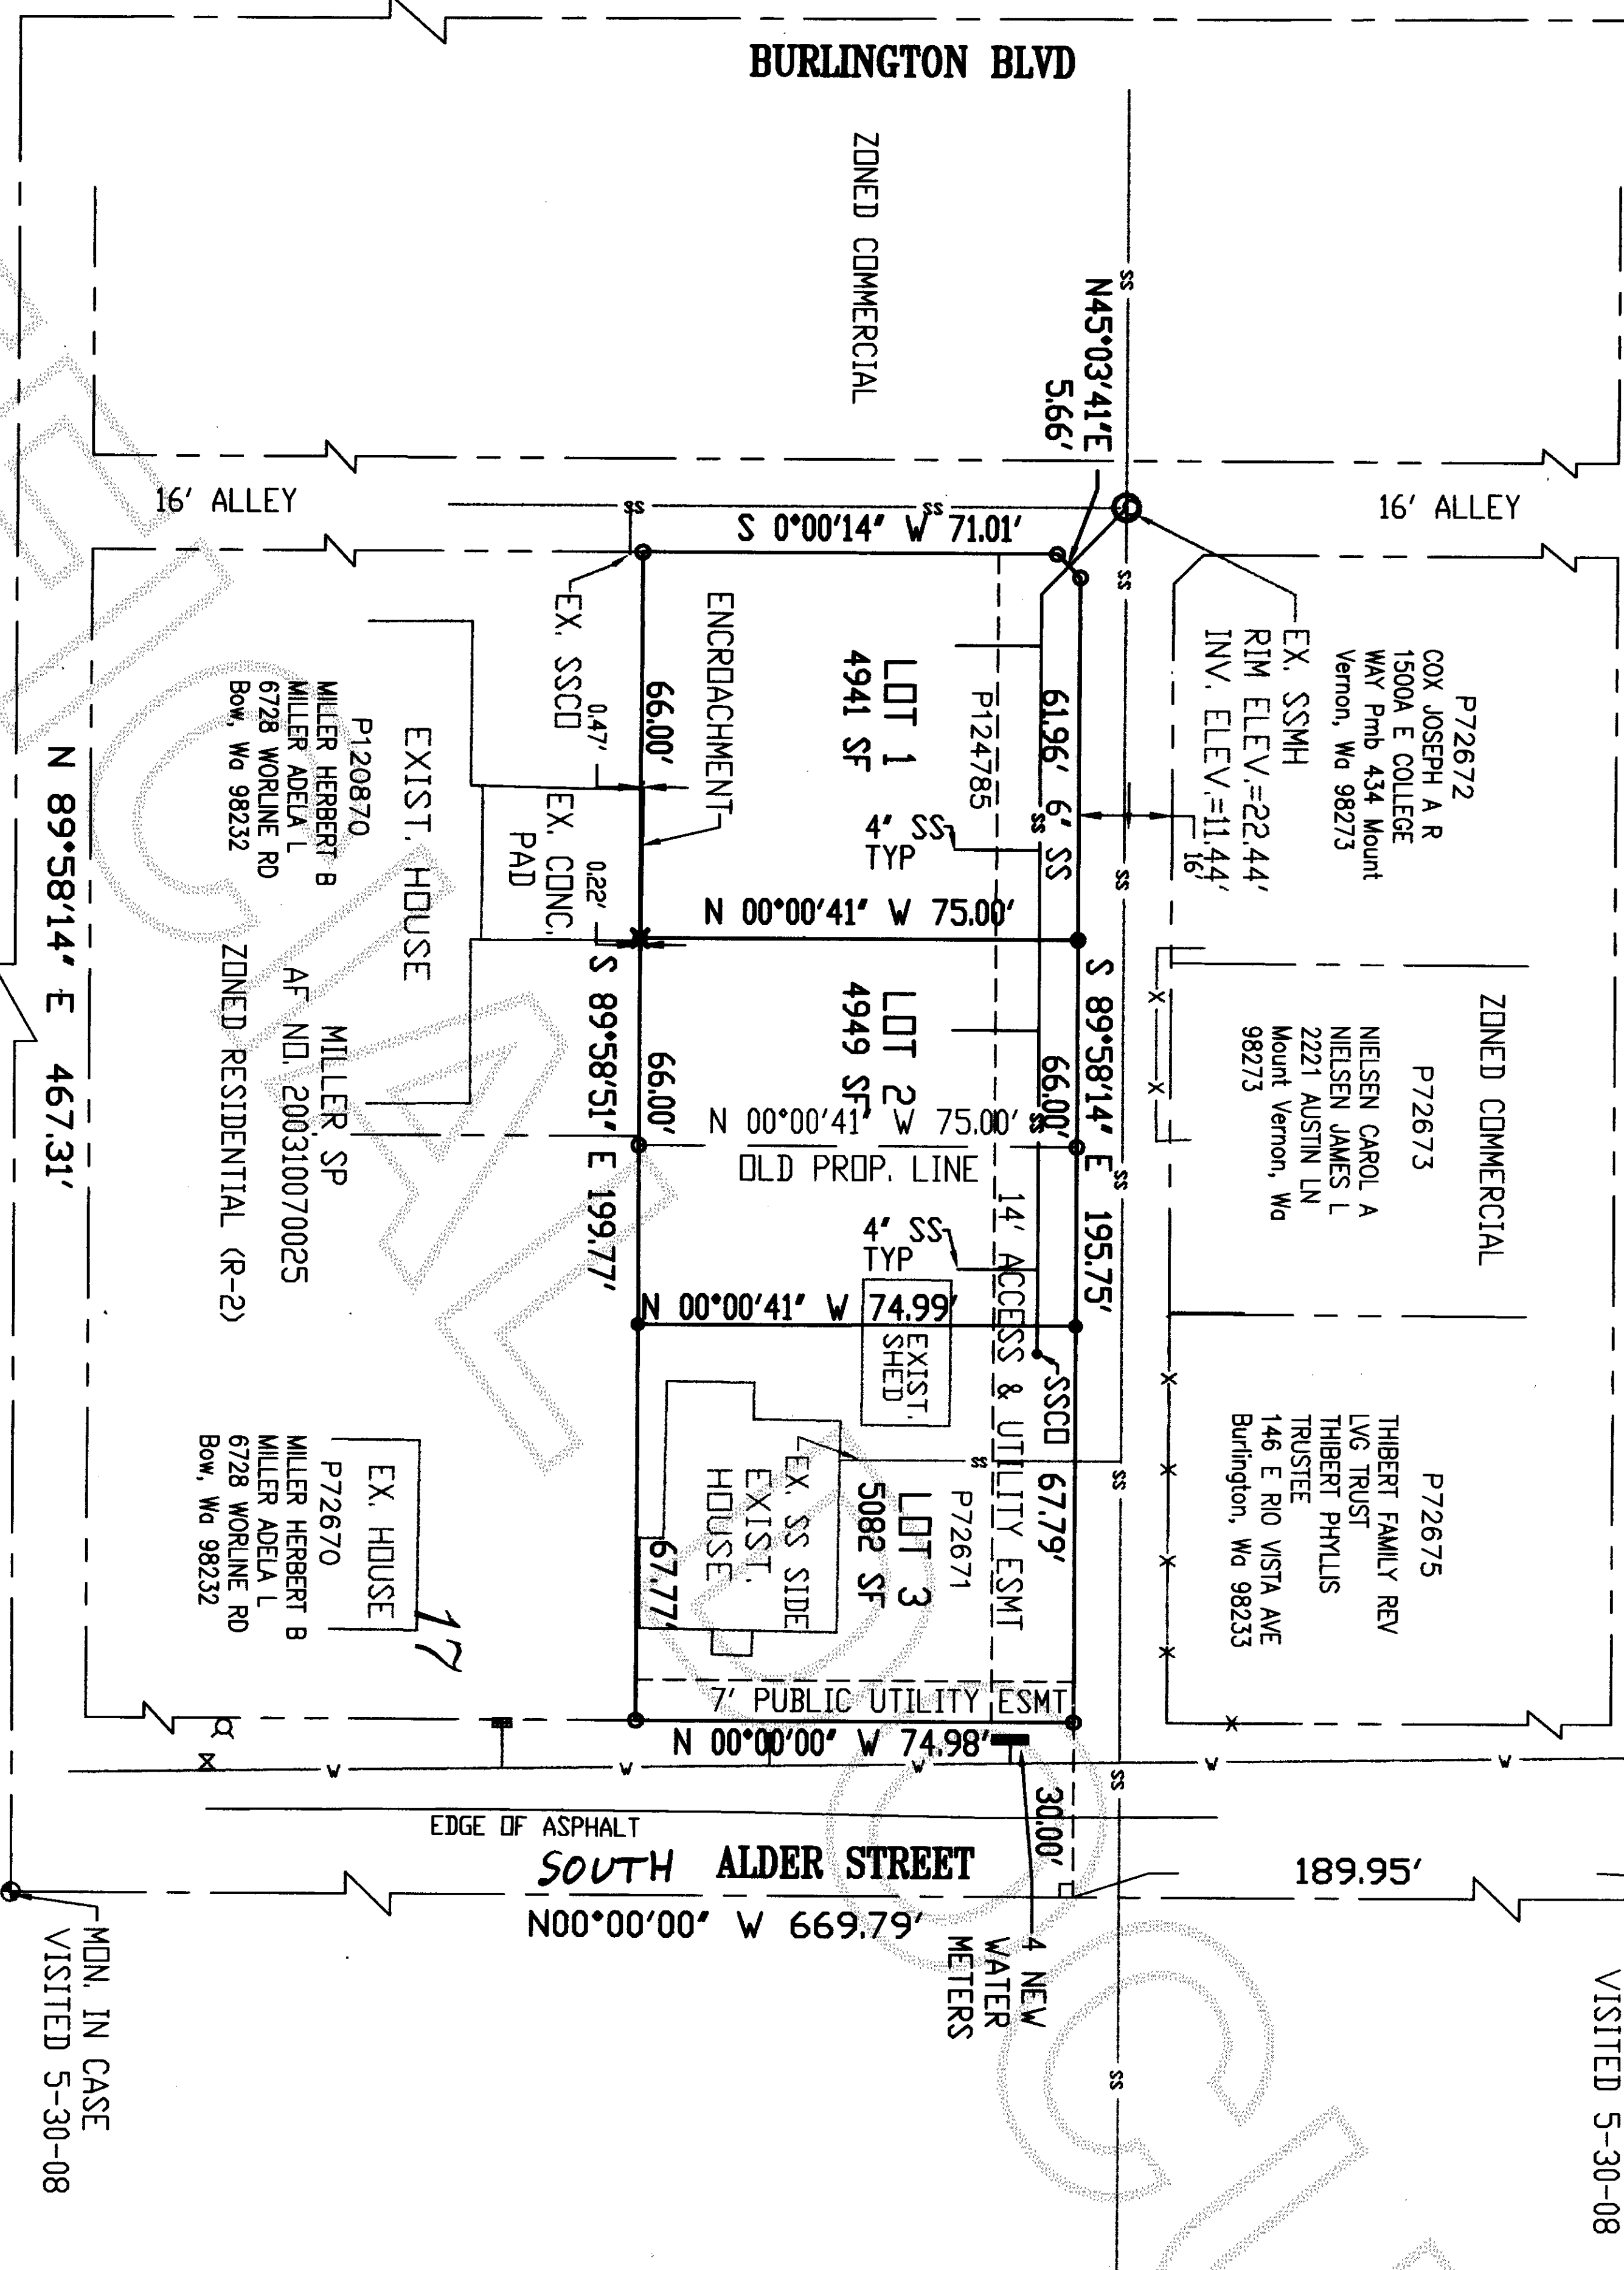 BURLINGTON BLVD
ZONED COMMERCIAL
N45°03'41"E
5.66'
SS
SS
SS
16' ALLEY
S 0°00'14" W 71.01'
16' ALLEY
SS
P72672
COX JOSEPH A R
1500A E COLLEGE
WAY Pmb 434 Mount
Vernon, Wa 98273
EX. SSMH
RIM ELEV.=22.44'
INV. ELEV.=11.44'
16'
ENCROACHMENT
EX. SSCO
0.47'
66.00'
LOT 1
4941 SF
P124785
61.96'
6" SS
SS
4" SS
TYP
SS
EXIST. HOUSE
P120870
MILLER HERBERT B
MILLER ADELA L
6728 WORLINE RD
Bow, Wa 98232
EX. CONC.
PAD
0.22'
N 00°00'41" W 75.00'
N 89°58'14" E 467.31'
ZONED COMMERCIAL
P72673
NIELSEN CAROL A
NIELSEN JAMES L
2221 AUSTIN LN
Mount Vernon, Wa
98273
S 89°58'14" E 195.75'
66.00'
LOT 2
4949 SF
66.00'
S 89°58'51" E 199.77'
MILLER SP
AF NO. 200310070025
ZONED RESIDENTIAL (R-2)
N 00°00'41" W 75.00'
SS
SS
OLD PROP. LINE
14' ACCESS & UTILITY ESMT
4" SS
TYP
N 00°00'41" W 74.99'
EXIST.
SHED
SSCO
67.79'
P72675
THIBERT FAMILY REV
LVG TRUST
THIBERT PHYLLIS
TRUSTEE
146 E RIO VISTA AVE
Burlington, Wa 98233
SS
SS
P72671
LOT 3
5082 SF
EX. SS SIDE
EXIST.
HOUSE
67.77'
EX. HOUSE
P72670
MILLER HERBERT B
MILLER ADELA L
6728 WORLINE RD
Bow, Wa 98232
17
7' PUBLIC UTILITY ESMT
N 00°00'00" W 74.98'
W
W
W
W
W
SS
30.00'
EDGE OF ASPHALT
SOUTH ALDER STREET
189.95'
N00°00'00" W 669.79'
4 NEW
WATER
METERS
SS
MON. IN CASE
VISITED 5-30-08
VISITED 5-30-08